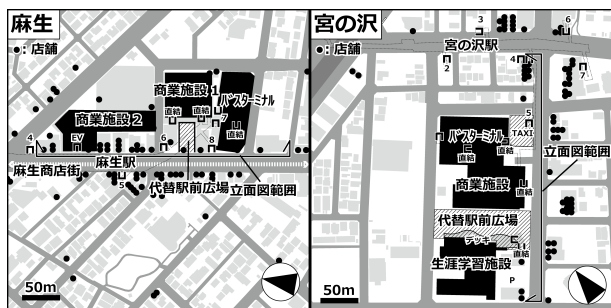 麻生
●：店舗
商業施設 1
バスターミナル
直結
直結
7
直結
商業施設 2
EV
4
6
8
麻生駅
麻生商店街
5
代替駅前広場
立面図範囲
50m
宮の沢
●：店舗
3
6
宮の沢駅
2
4
7
5
TAXI
バスターミナル
直結
直結
立面図範囲
商業施設
直結
代替駅前広場
デッキ
直結
生涯学習施設
P
50m